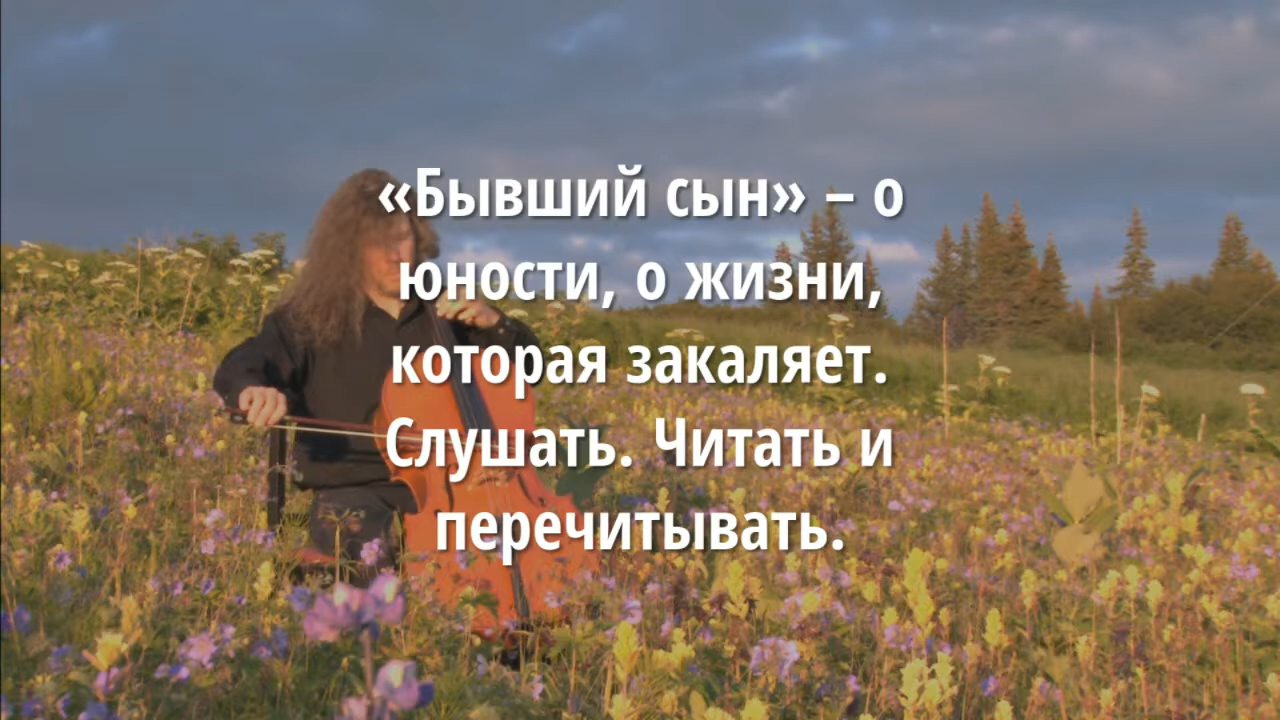 «Бывший сын» – о
юности, о жизни,
которая закаляет.
Слушать. Читать и
перечитывать.